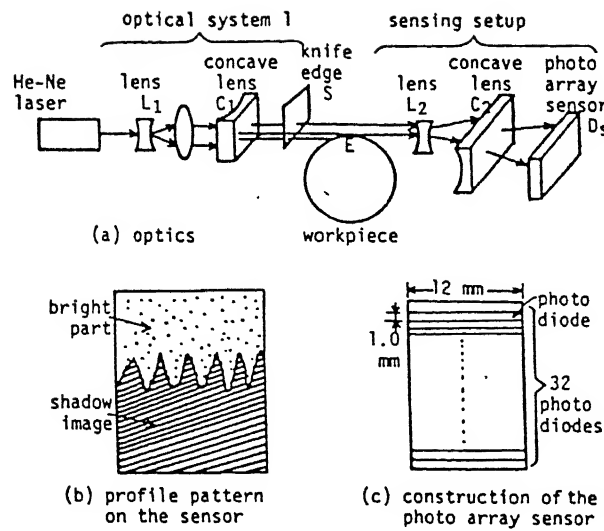 optical system 1
sensing setup
He-Ne
laser
lens
L1
concave
lens
C1
knife
edge
S
lens
L2
concave
lens
C2
photo
array
sensor
Ds
E
(a) optics
workpiece
bright
part
shadow
image
(b) profile pattern
on the sensor
12 mm
photo
diode
1.0
mm
32
photo
diodes
(c) construction of the
photo array sensor